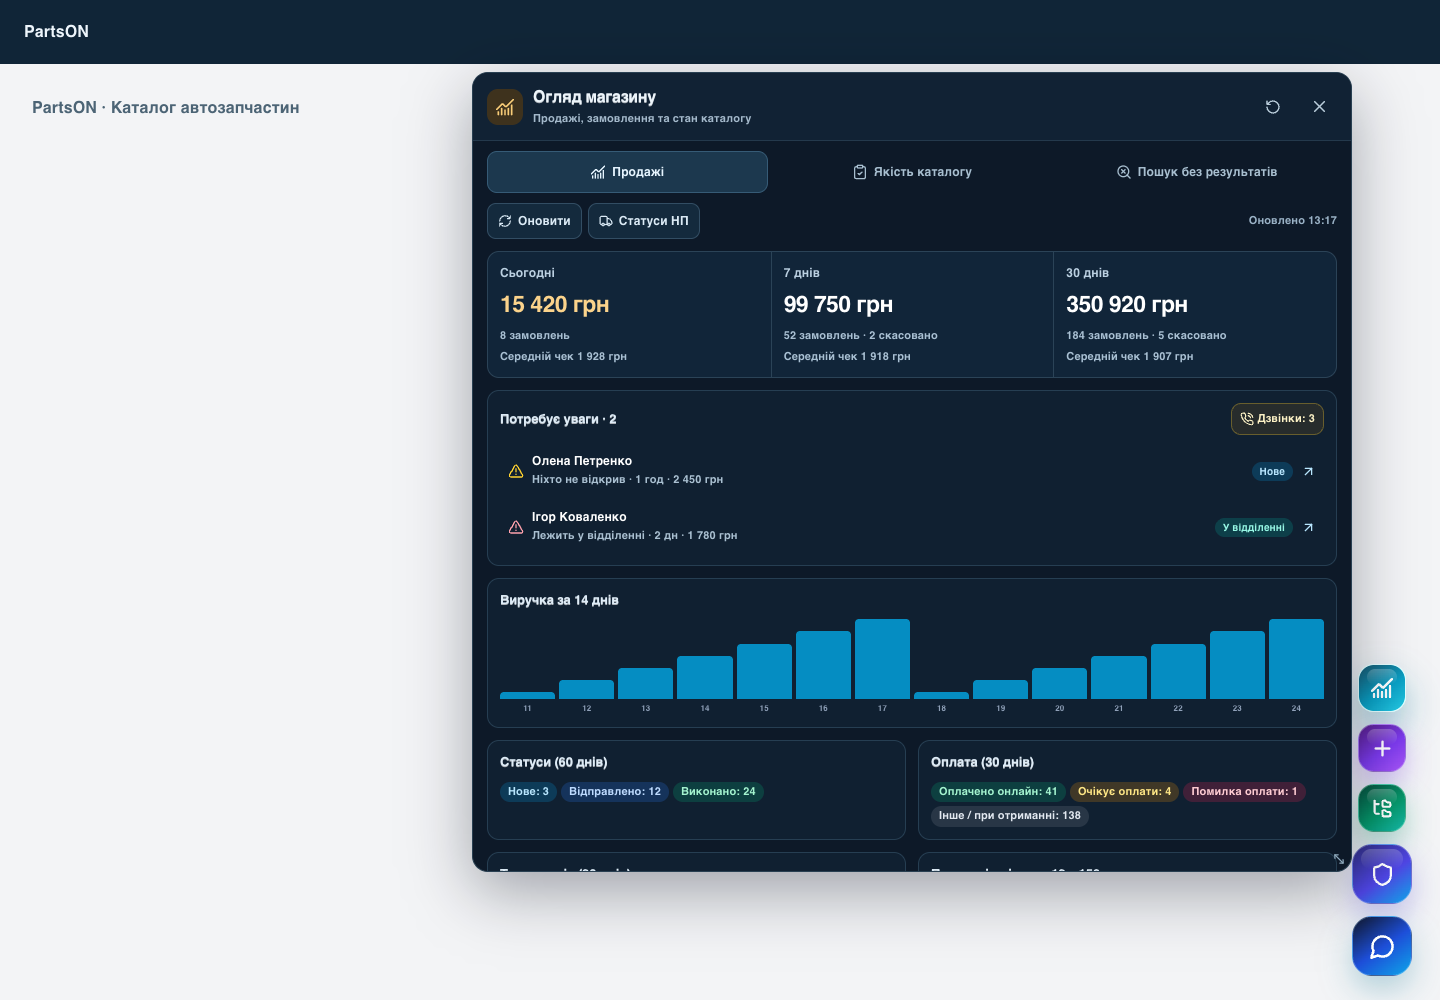 PartsON
PartsON · Каталог автозапчастин
Огляд магазину
Продажі, замовлення та стан каталогу
Продажі
Якість каталогу
Пошук без результатів
Оновити
Статуси НП
Оновлено 13:17
Сьогодні
15 420 грн
8 замовлень
Середній чек 1 928 грн
7 днів
99 750 грн
52 замовлень · 2 скасовано
Середній чек 1 918 грн
30 днів
350 920 грн
184 замовлень · 5 скасовано
Середній чек 1 907 грн
Потребує уваги · 2
Дзвінки: 3
Олена Петренко
Ніхто не відкрив · 1 год · 2 450 грн
Нове
Ігор Коваленко
Лежить у відділенні · 2 дн · 1 780 грн
У відділенні
Виручка за 14 днів
11 12 13 14 15 16 17 18 19 20 21 22 23 24
Статуси (60 днів)
Нове: 3 Відправлено: 12 Виконано: 24
Оплата (30 днів)
Оплачено онлайн: 41 Очікує оплати: 4 Помилка оплати: 1
Інше / при отриманні: 138